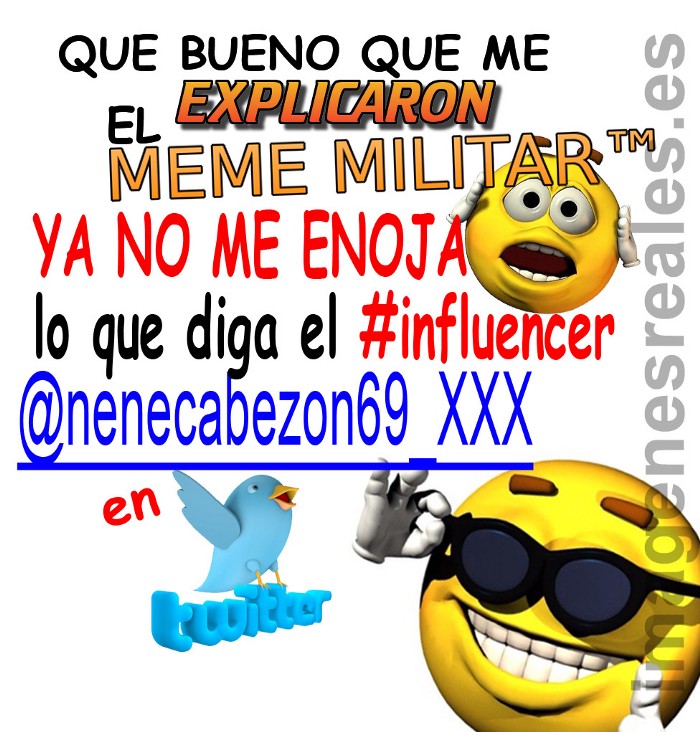 QUE BUENO QUE ME
EXPLICARON
EL
MEME MILITAR™
YA NO ME ENOJA
lo que diga el #influencer
@nenecabezon69_XXX
en
twitter
imagenesreales.es